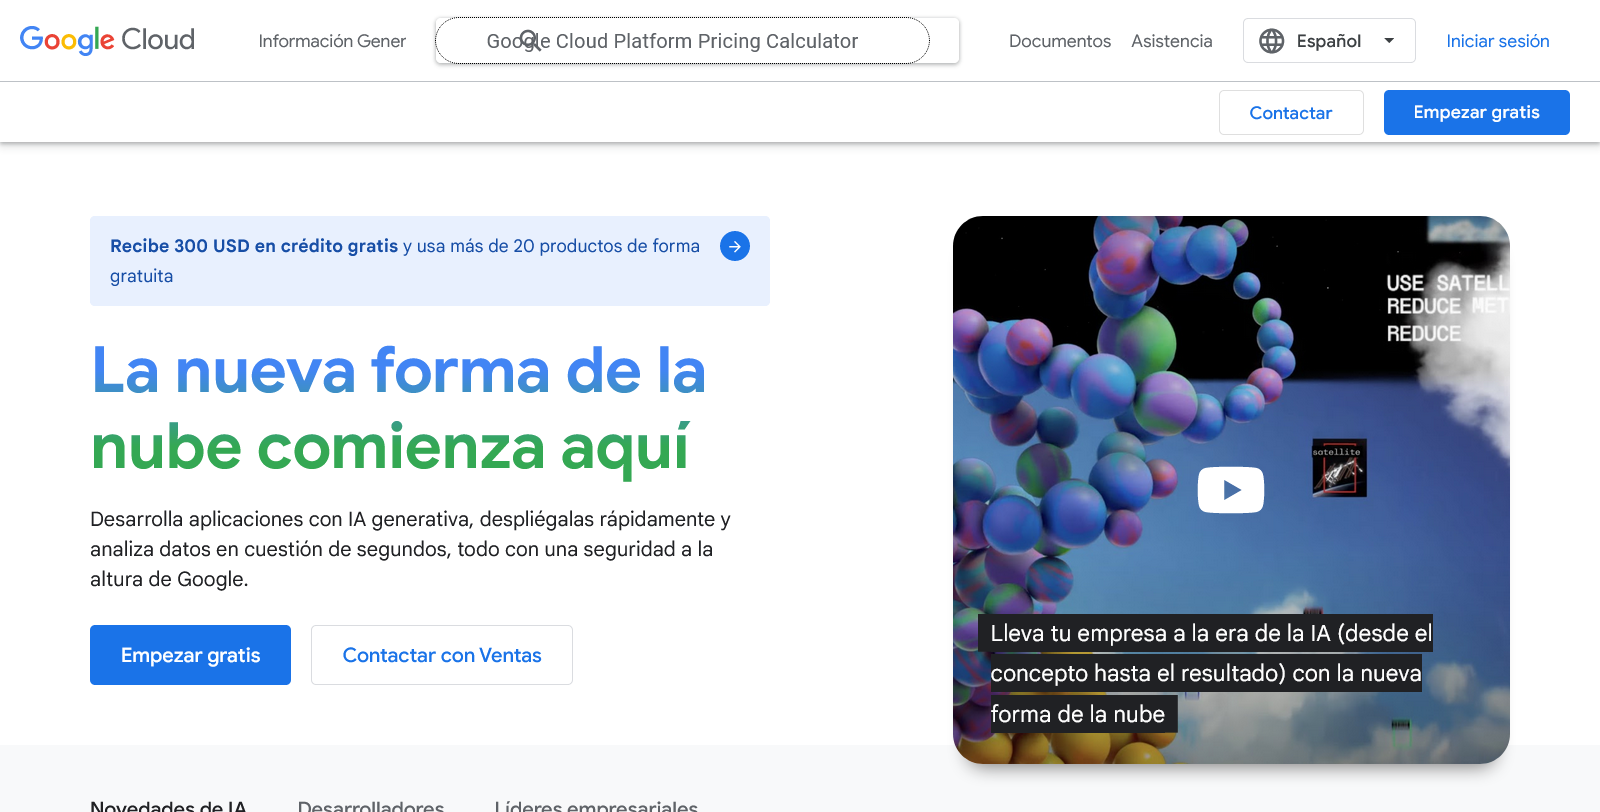 Google Cloud
Información Gener
Google Cloud Platform Pricing Calculator
Documentos
Asistencia
Español
Iniciar sesión
Contactar
Empezar gratis
Recibe 300 USD en crédito gratis y usa más de 20 productos de forma
gratuita
La nueva forma de la
nube comienza aquí
Desarrolla aplicaciones con IA generativa, despliégalas rápidamente y
analiza datos en cuestión de segundos, todo con una seguridad a la
altura de Google.
Empezar gratis
Contactar con Ventas
USE SATELL
REDUCE MET
REDUCE
satellite
Lleva tu empresa a la era de la IA (desde el
concepto hasta el resultado) con la nueva
forma de la nube
Novedades de IA
Desarrolladores
Líderes empresariales